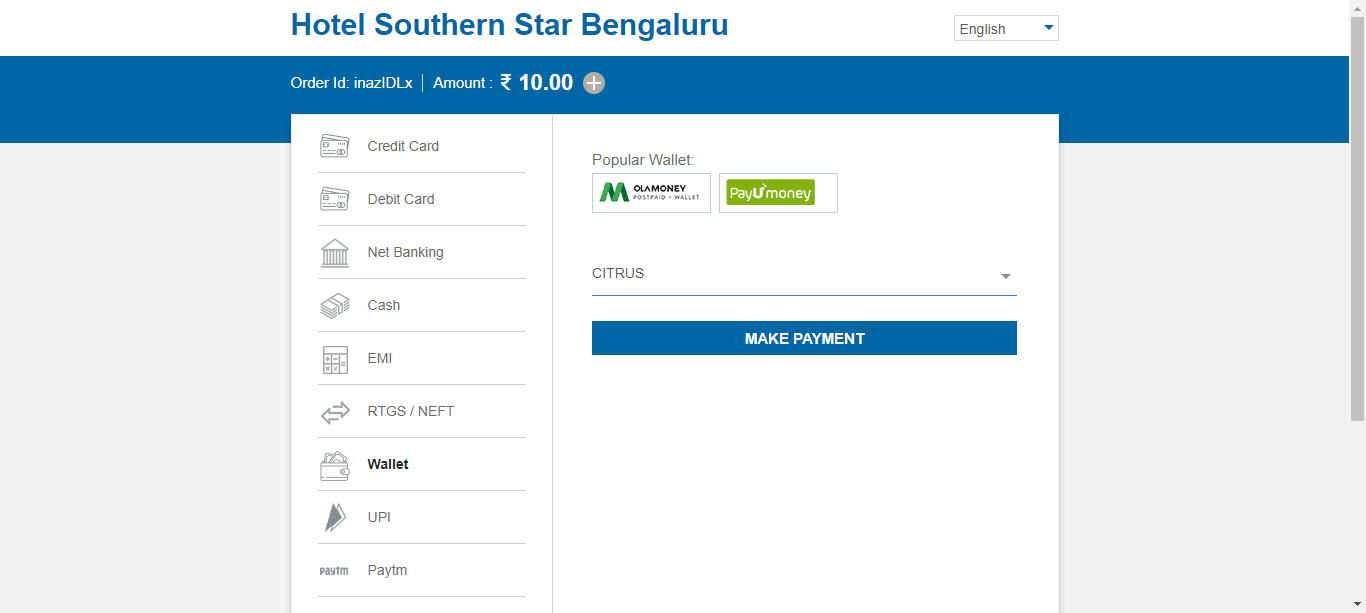 Hotel Southern Star Bengaluru
English
Order Id: inazIDLx | Amount : ₹ 10.00
Credit Card
Debit Card
Net Banking
Cash
EMI
RTGS / NEFT
Wallet
UPI
paytm Paytm
Popular Wallet:
OLAMONEY
POSTPAID + WALLET
PayUmoney
CITRUS
MAKE PAYMENT